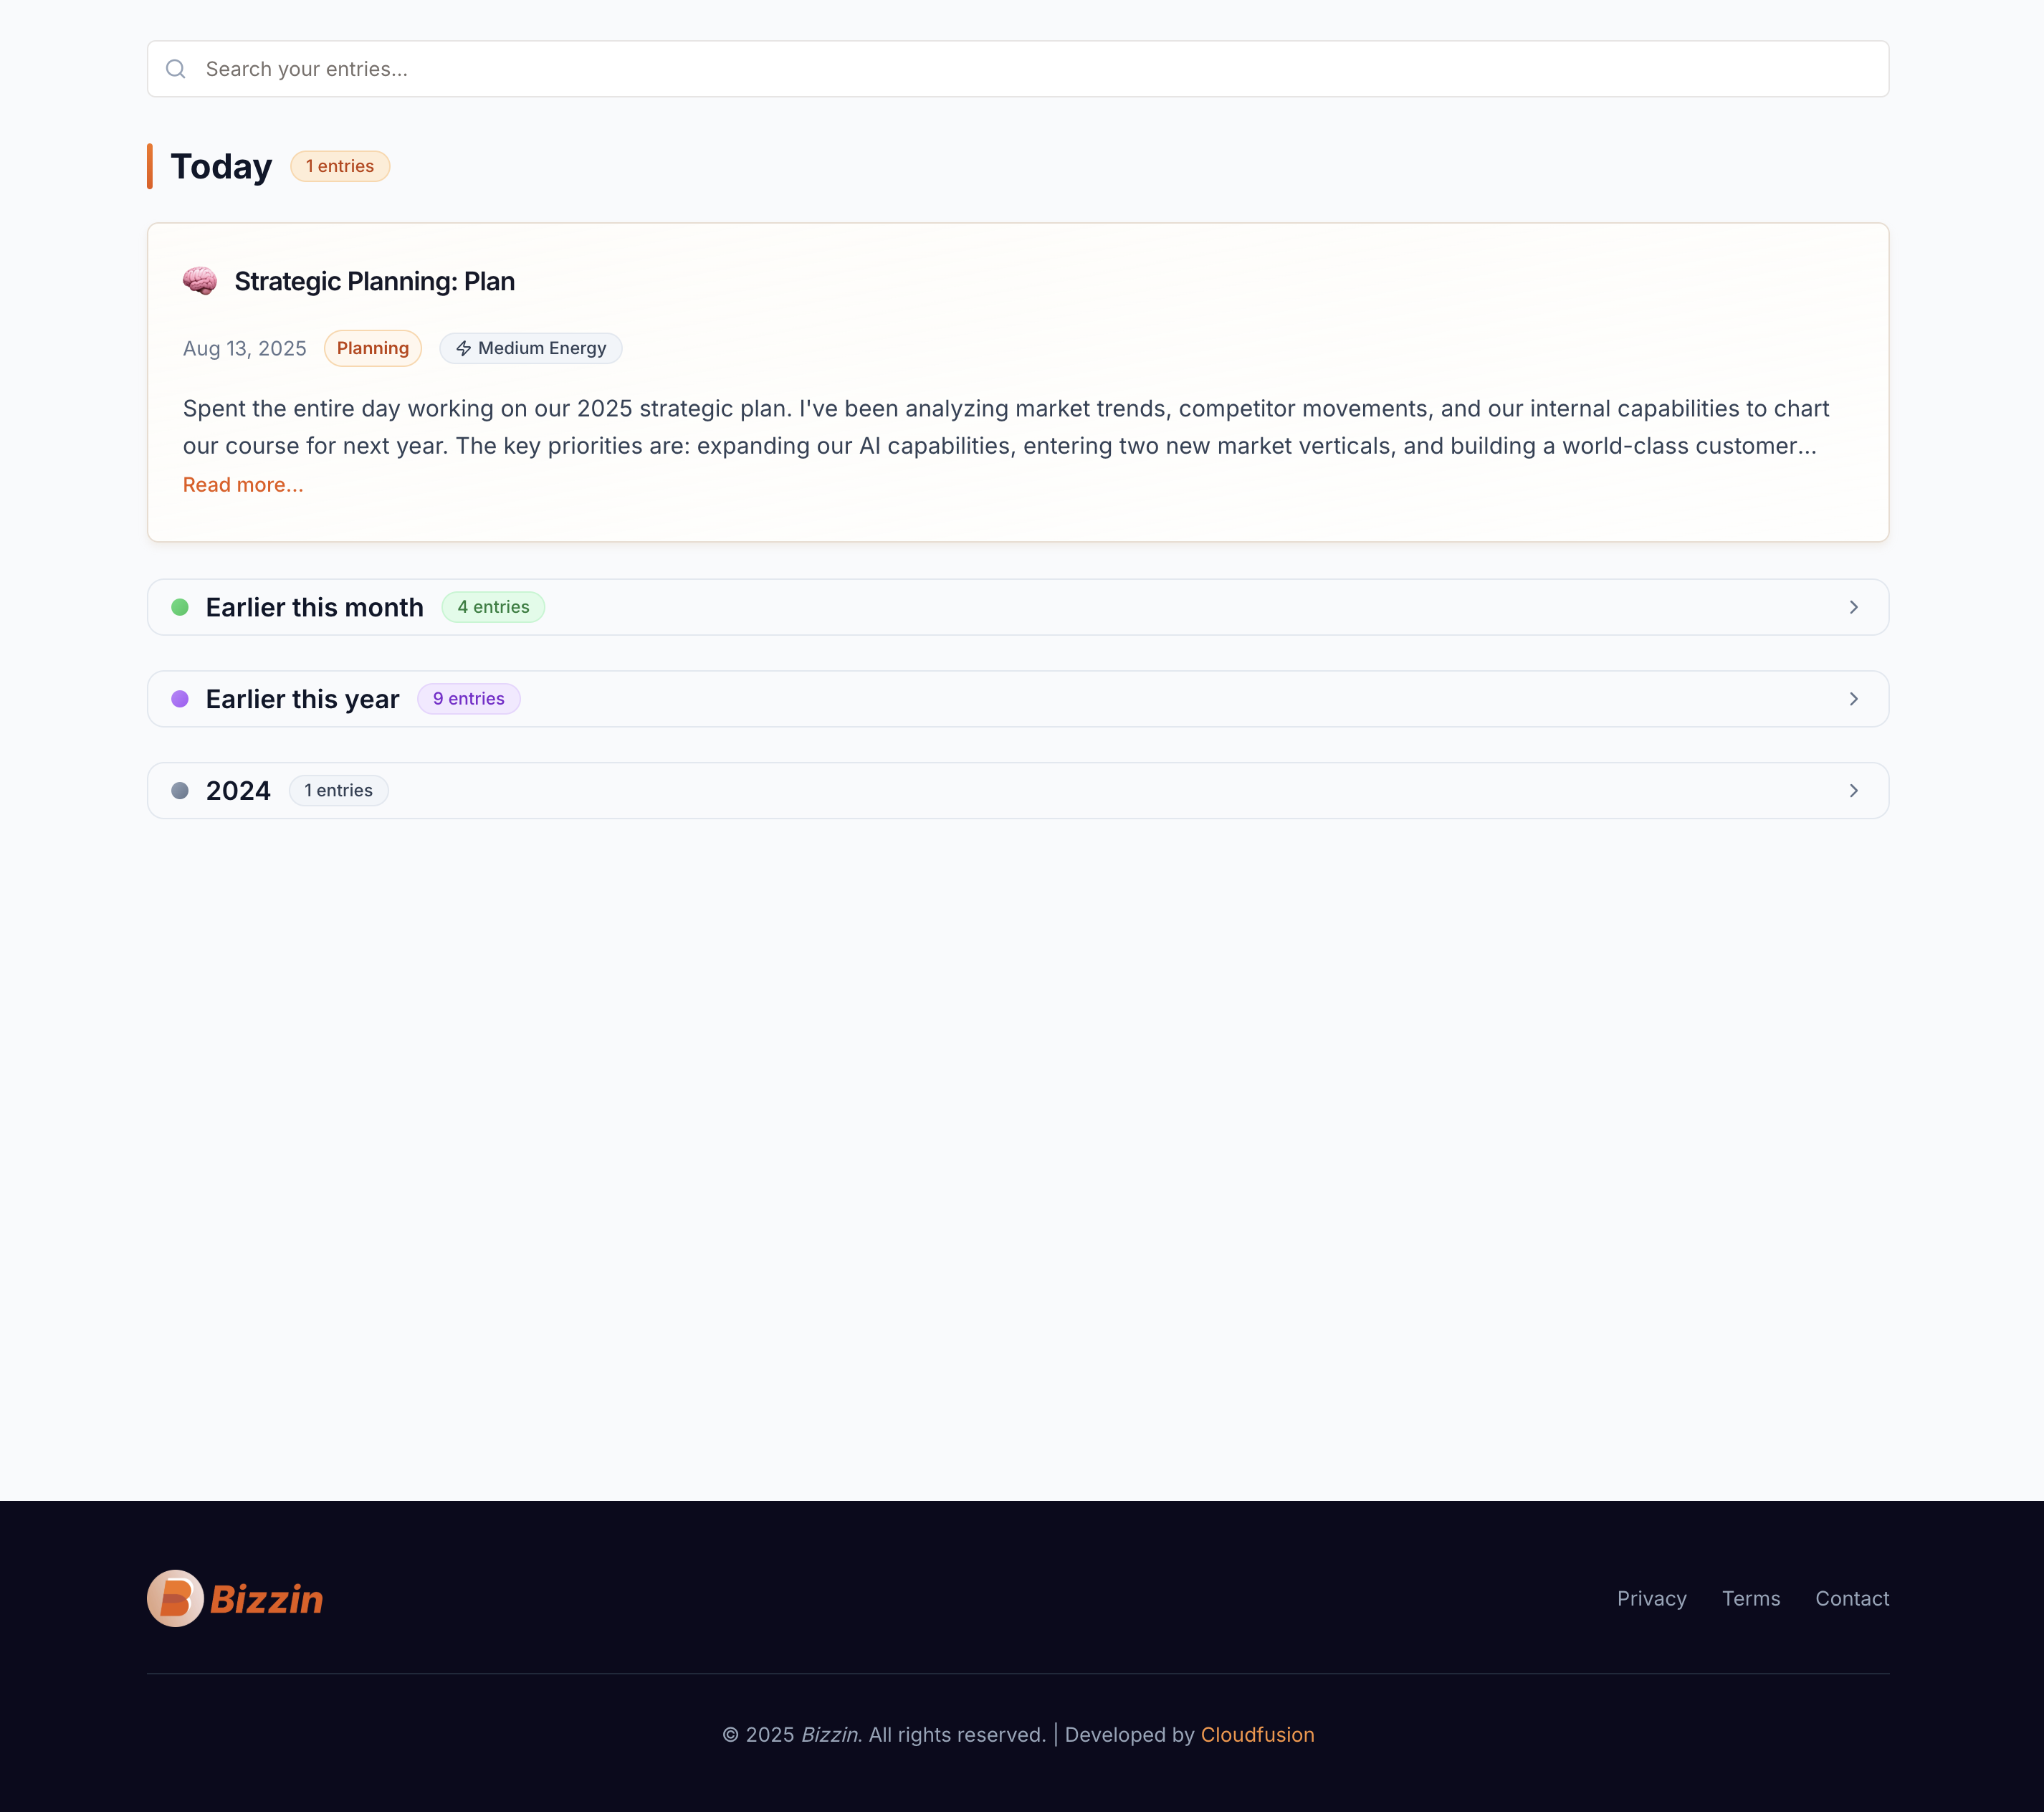 Search your entries...
Today 1 entries
Strategic Planning: Plan
Aug 13, 2025 Planning Medium Energy
Spent the entire day working on our 2025 strategic plan. I've been analyzing market trends, competitor movements, and our internal capabilities to chart
our course for next year. The key priorities are: expanding our AI capabilities, entering two new market verticals, and building a world-class customer...
Read more...
Earlier this month 4 entries
Earlier this year 9 entries
2024 1 entries
B Bizzin Privacy Terms Contact
© 2025 Bizzin. All rights reserved. | Developed by Cloudfusion